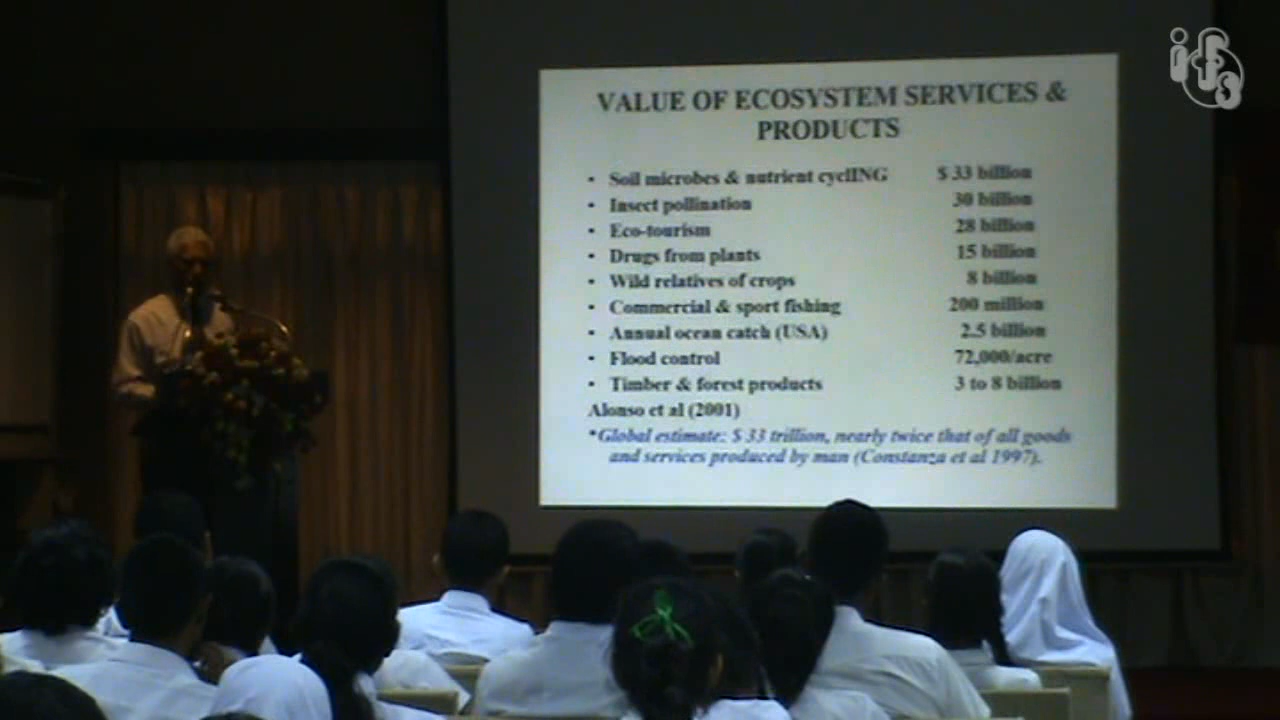 VALUE OF ECOSYSTEM SERVICES &
PRODUCTS
• Soil microbes & nutrient cyclING $ 33 billion
• Insect pollination 30 billion
• Eco-tourism 28 billion
• Drugs from plants 15 billion
• Wild relatives of crops 8 billion
• Commercial & sport fishing 200 million
• Annual ocean catch (USA) 2.5 billion
• Flood control 72,000/acre
• Timber & forest products 3 to 8 billion
Alonso et al (2001)
*Global estimate: $ 33 trillion, nearly twice that of all goods
and services produced by man (Constanza et al 1997).